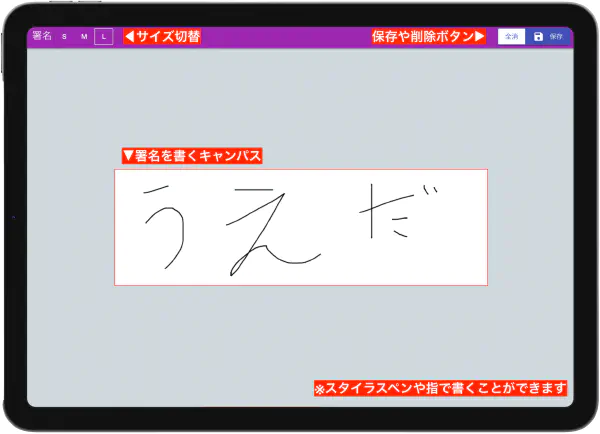 署名 S M L ◀サイズ切替 保存や削除ボタン▶ 全消 保存
▼署名を書くキャンパス
うえだ
※スタイラスペンや指で書くことができます